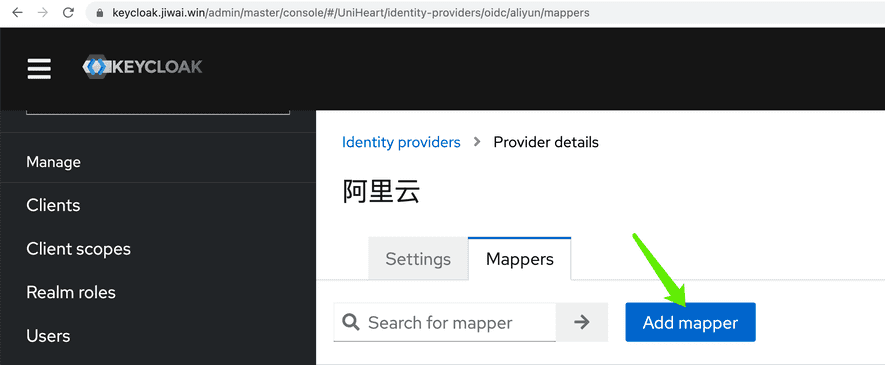 keycloak.jiwai.win/admin/master/console/#/UniHeart/identity-providers/oidc/aliyun/mappers
KEYCLOAK
Manage
Clients
Client scopes
Realm roles
Users
Identity providers > Provider details
阿里云
Settings
Mappers
Search for mapper
Add mapper